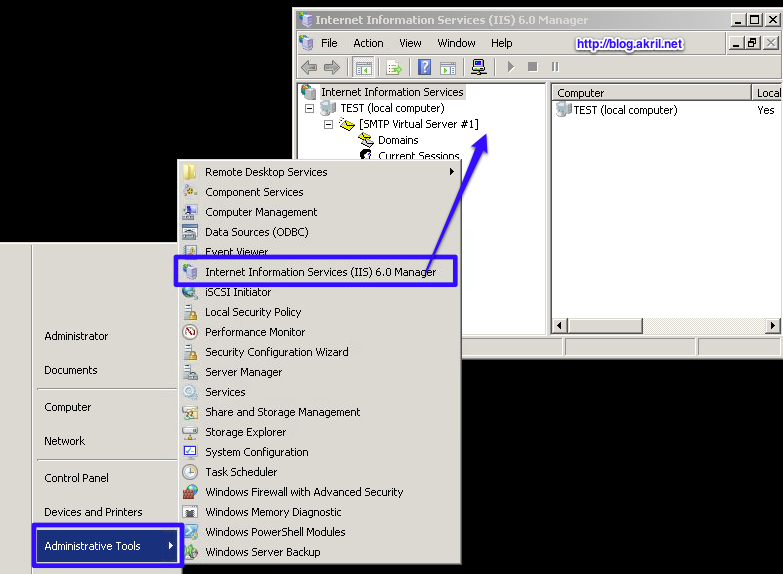 Internet Information Services (IIS) 6.0 Manager
File Action View Window Help
http://blog.akril.net
Internet Information Services
TEST (local computer)
[SMTP Virtual Server #1]
Domains
Current Sessions
Computer Local
TEST (local computer) Yes
Remote Desktop Services
Component Services
Computer Management
Data Sources (ODBC)
Event Viewer
Internet Information Services (IIS) 6.0 Manager
iSCSI Initiator
Local Security Policy
Performance Monitor
Security Configuration Wizard
Server Manager
Services
Share and Storage Management
Storage Explorer
System Configuration
Task Scheduler
Windows Firewall with Advanced Security
Windows Memory Diagnostic
Windows PowerShell Modules
Windows Server Backup
Administrator
Documents
Computer
Network
Control Panel
Devices and Printers
Administrative Tools